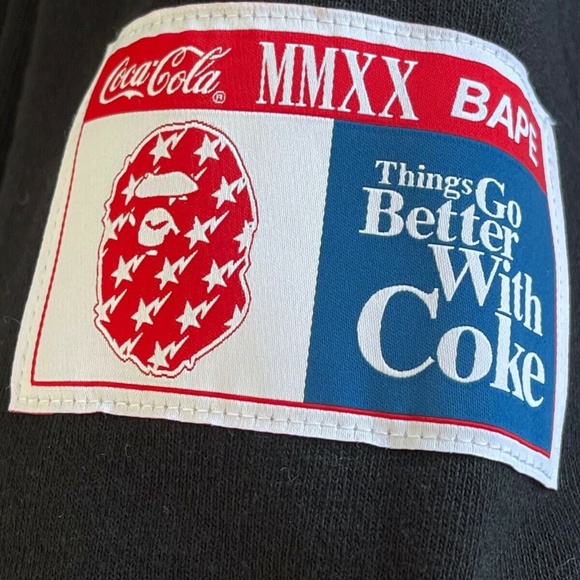 Coca-Cola® MMXX BAPE
Things Go
Better
With
Coke